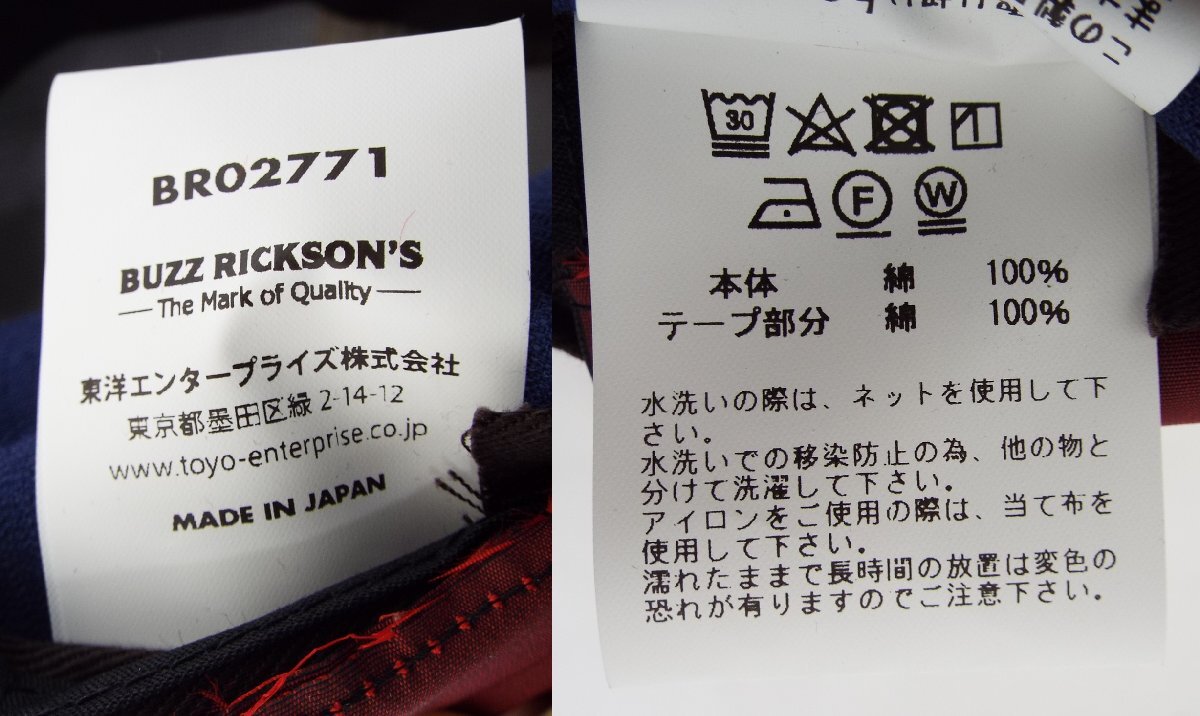 BR02771
BUZZ RICKSON'S
The Mark of Quality
東洋エンタープライズ株式会社
東京都墨田区緑 2-14-12
www.toyo-enterprise.co.jp
MADE IN JAPAN
この製
30
F W
本体 綿 100%
テープ部分 綿 100%
水洗いの際は、ネットを使用して下
さい。
水洗いでの移染防止の為、他の物と
分けて洗濯して下さい。
アイロンをご使用の際は、当て布を
使用して下さい。
濡れたままで長時間の放置は変色の
恐れが有りますのでご注意下さい。